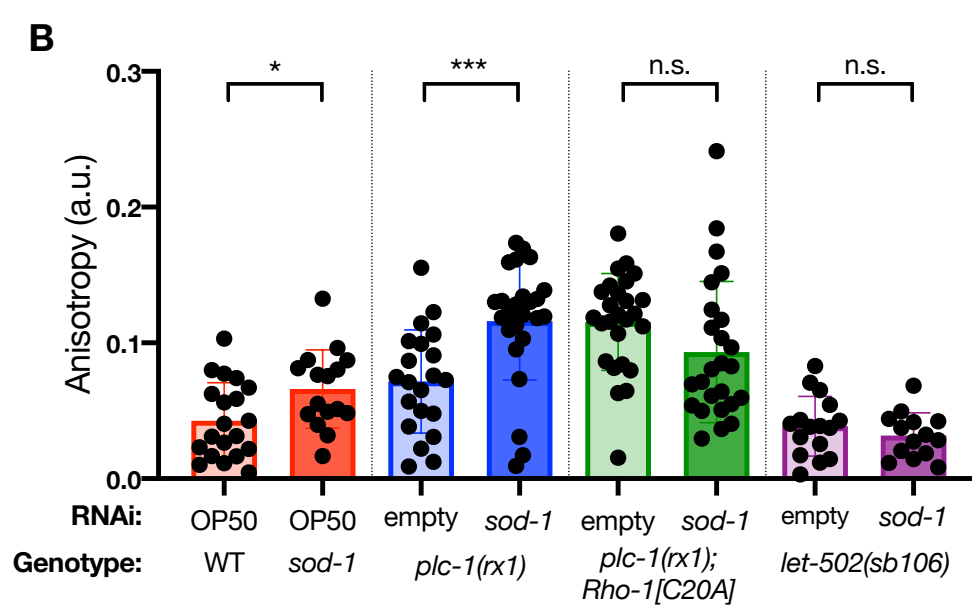 B
Anisotropy (a.u.)
0.3
0.2
0.1
0.0
* *** n.s. n.s.
RNAi: OP50 OP50 empty sod-1 empty sod-1 empty sod-1
Genotype: WT sod-1 plc-1(rx1) plc-1(rx1); let-502(sb106)
Rho-1[C20A]